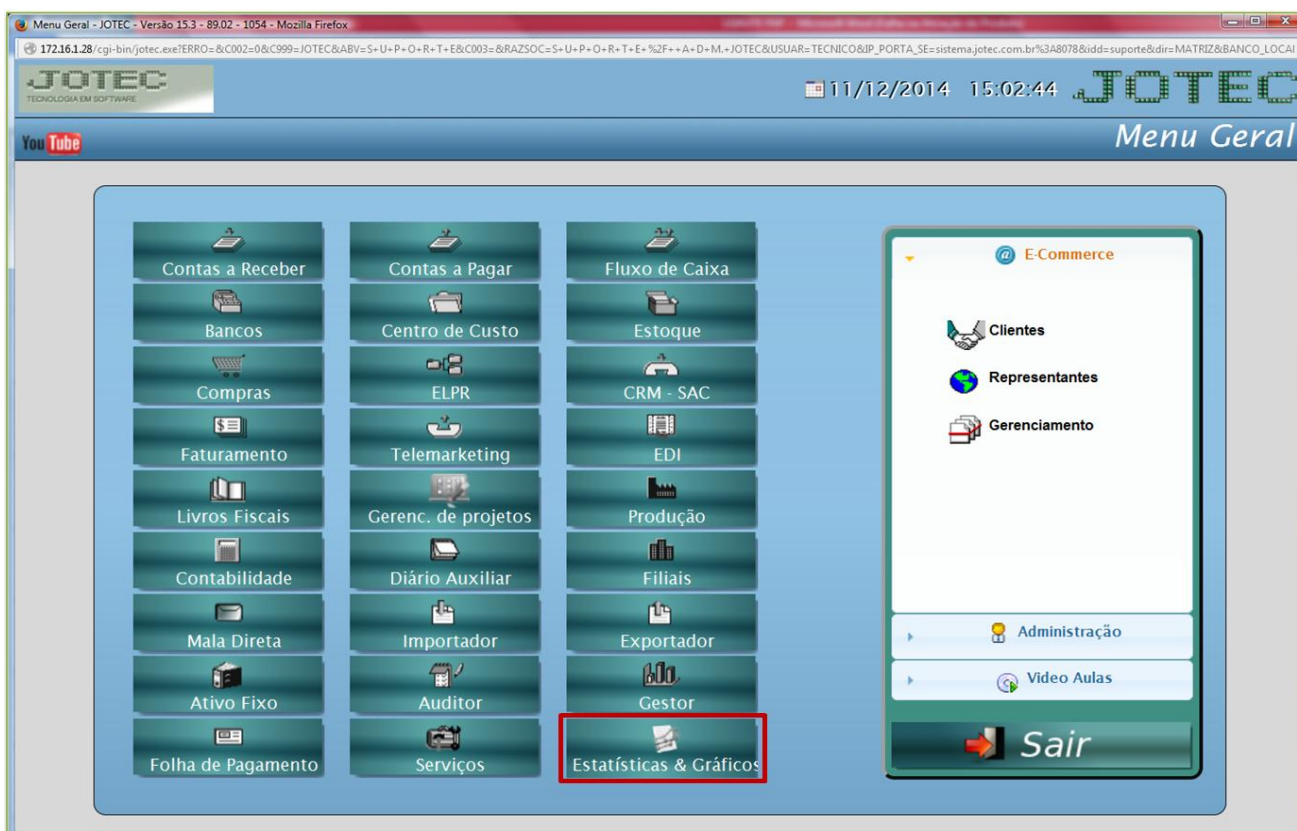 Menu Geral - JOTEC - Versão 15.3 - 89.02 - 1054 - Mozilla Firefox
172.16.1.28/cgi-bin/jotec.exe?ERRO=&C002=0&C999=JOTEC&ABV=S+U+P+O+R+T+E&C003=&RAZSOC=S+U+P+O+R+T+E+%2F++A+D+M.+JOTEC&USUAR=TECNICO&IP_PORTA_SE=sistema.jotec.com.br%3A8078&idd=suporte&dir=MATRIZ&BANCO_LOCAI
JOTEC
TECNOLOGIA EM SOFTWARE
11/12/2014 15:02:44 JOTEC
You Tube
Menu Geral
Contas a Receber Contas a Pagar Fluxo de Caixa
Bancos Centro de Custo Estoque
Compras ELPR CRM - SAC
Faturamento Telemarketing EDI
Livros Fiscais Gerenc. de projetos Produção
Contabilidade Diário Auxiliar Filiais
Mala Direta Importador Exportador
Ativo Fixo Auditor Gestor
Folha de Pagamento Serviços Estatísticas & Gráficos
E-Commerce
Clientes
Representantes
Gerenciamento
Administração
Video Aulas
Sair